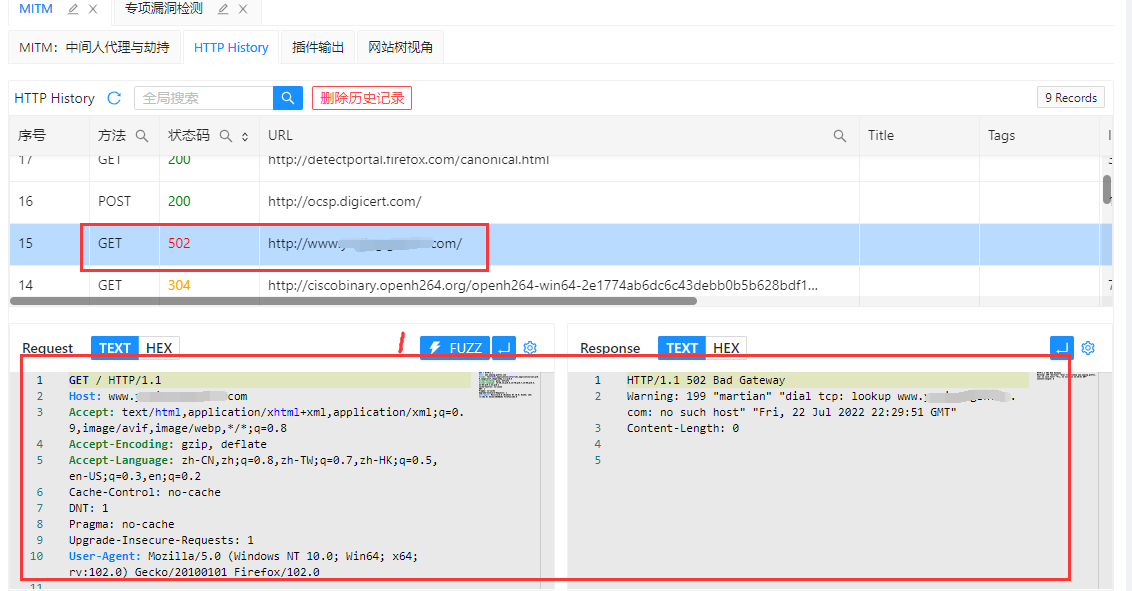 MITM
专项漏洞检测
MITM：中间人代理与劫持
HTTP History
插件输出
网站树视角
HTTP History
全局搜索
删除历史记录
9 Records
序号
方法
状态码
URL
Title
Tags
17
GET
200
http://detectportal.firefox.com/canonical.html
16
POST
200
http://ocsp.digicert.com/
15
GET
502
http://www. com/
14
GET
304
http://ciscobinary.openh264.org/openh264-win64-2e1774ab6dc6c43debb0b5b628bdf1...
Request
TEXT
HEX
FUZZ
1 GET / HTTP/1.1
2 Host: www. com
3 Accept: text/html,application/xhtml+xml,application/xml;q=0.
9,image/avif,image/webp,*/*;q=0.8
4 Accept-Encoding: gzip, deflate
5 Accept-Language: zh-CN,zh;q=0.8,zh-TW;q=0.7,zh-HK;q=0.5,
en-US;q=0.3,en;q=0.2
6 Cache-Control: no-cache
7 DNT: 1
8 Pragma: no-cache
9 Upgrade-Insecure-Requests: 1
10 User-Agent: Mozilla/5.0 (Windows NT 10.0; Win64; x64;
rv:102.0) Gecko/20100101 Firefox/102.0
11
Response
TEXT
HEX
1 HTTP/1.1 502 Bad Gateway
2 Warning: 199 "martian" "dial tcp: lookup www. .
com: no such host" "Fri, 22 Jul 2022 22:29:51 GMT"
3 Content-Length: 0
4
5